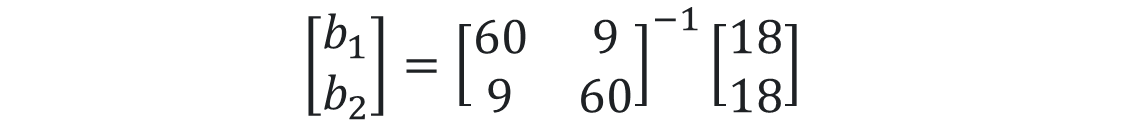 [b₁ b₂] = [60 9 9 60]⁻¹ [18 18]